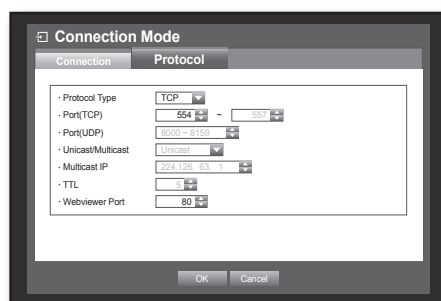 Connection Mode
Connection Protocol
· Protocol Type TCP
· Port(TCP) 554 ~ 557
· Port(UDP) 8000 ~ 8159
· Unicast/Multicast Unicast
· Multicast IP 224.126. 63. 1
· TTL 5
· Webviewer Port 80
OK Cancel